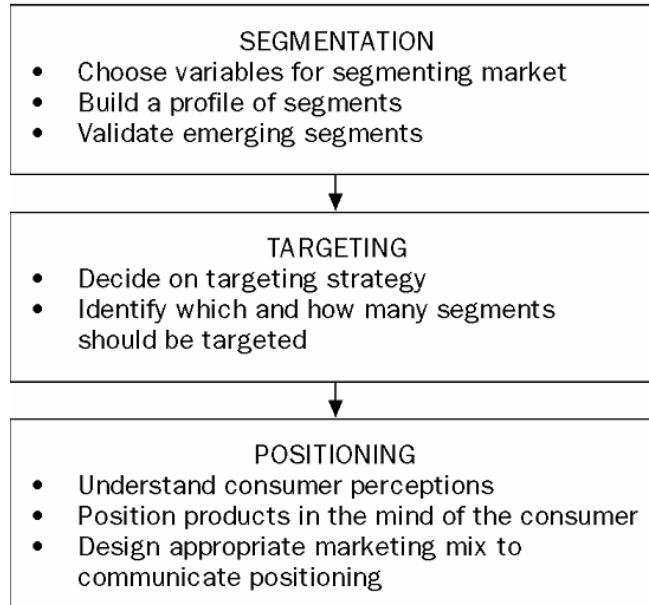 SEGMENTATION
• Choose variables for segmenting market
• Build a profile of segments
• Validate emerging segments
TARGETING
• Decide on targeting strategy
• Identify which and how many segments
should be targeted
POSITIONING
• Understand consumer perceptions
• Position products in the mind of the consumer
• Design appropriate marketing mix to
communicate positioning